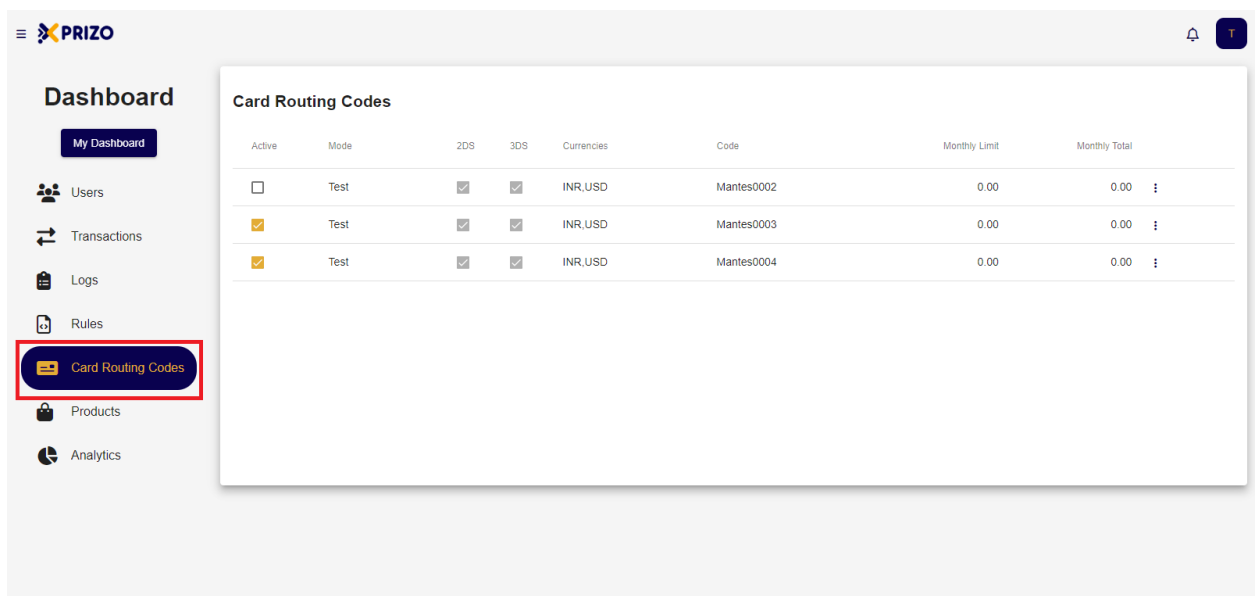 PRIZO
T
Dashboard
My Dashboard
Users
Transactions
Logs
Rules
Card Routing Codes
Products
Analytics
Card Routing Codes
Active Mode 2DS 3DS Currencies Code Monthly Limit Monthly Total
Test INR,USD Mantes0002 0.00 0.00
Test INR,USD Mantes0003 0.00 0.00
Test INR,USD Mantes0004 0.00 0.00